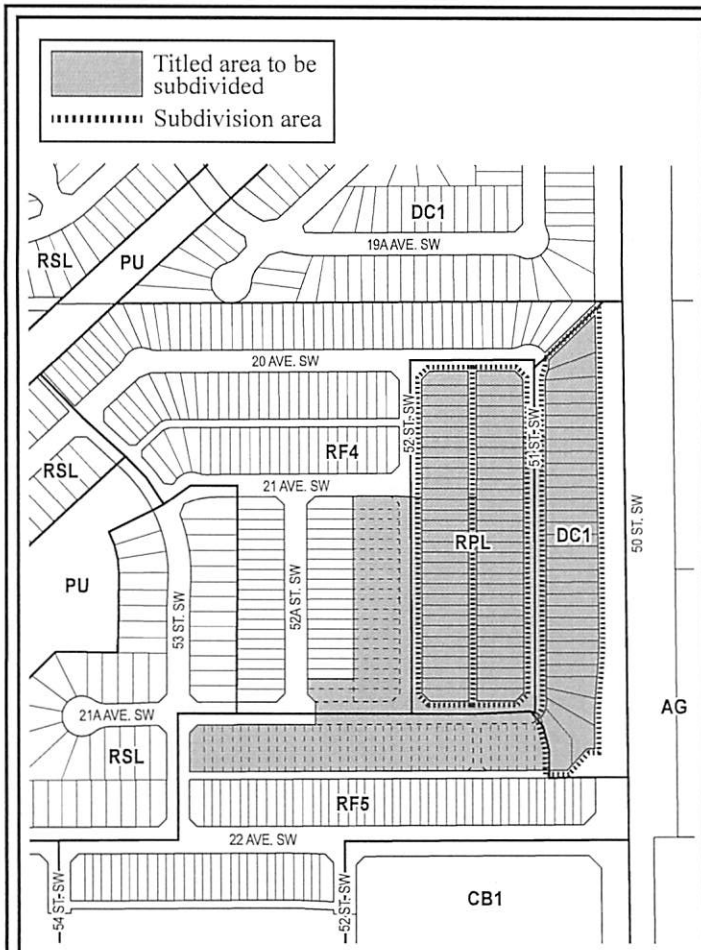 Titled area to be
subdivided
Subdivision area
DC1
19A AVE. SW
RSL
PU
20 AVE. SW
52 ST. SW
51 ST. SW
RF4
RSL
21 AVE. SW
50 ST. SW
RPL
DC1
PU
53 ST. SW
52A ST. SW
21A AVE. SW
AG
RSL
RF5
22 AVE. SW
54 ST. SW
52 ST. SW
CB1